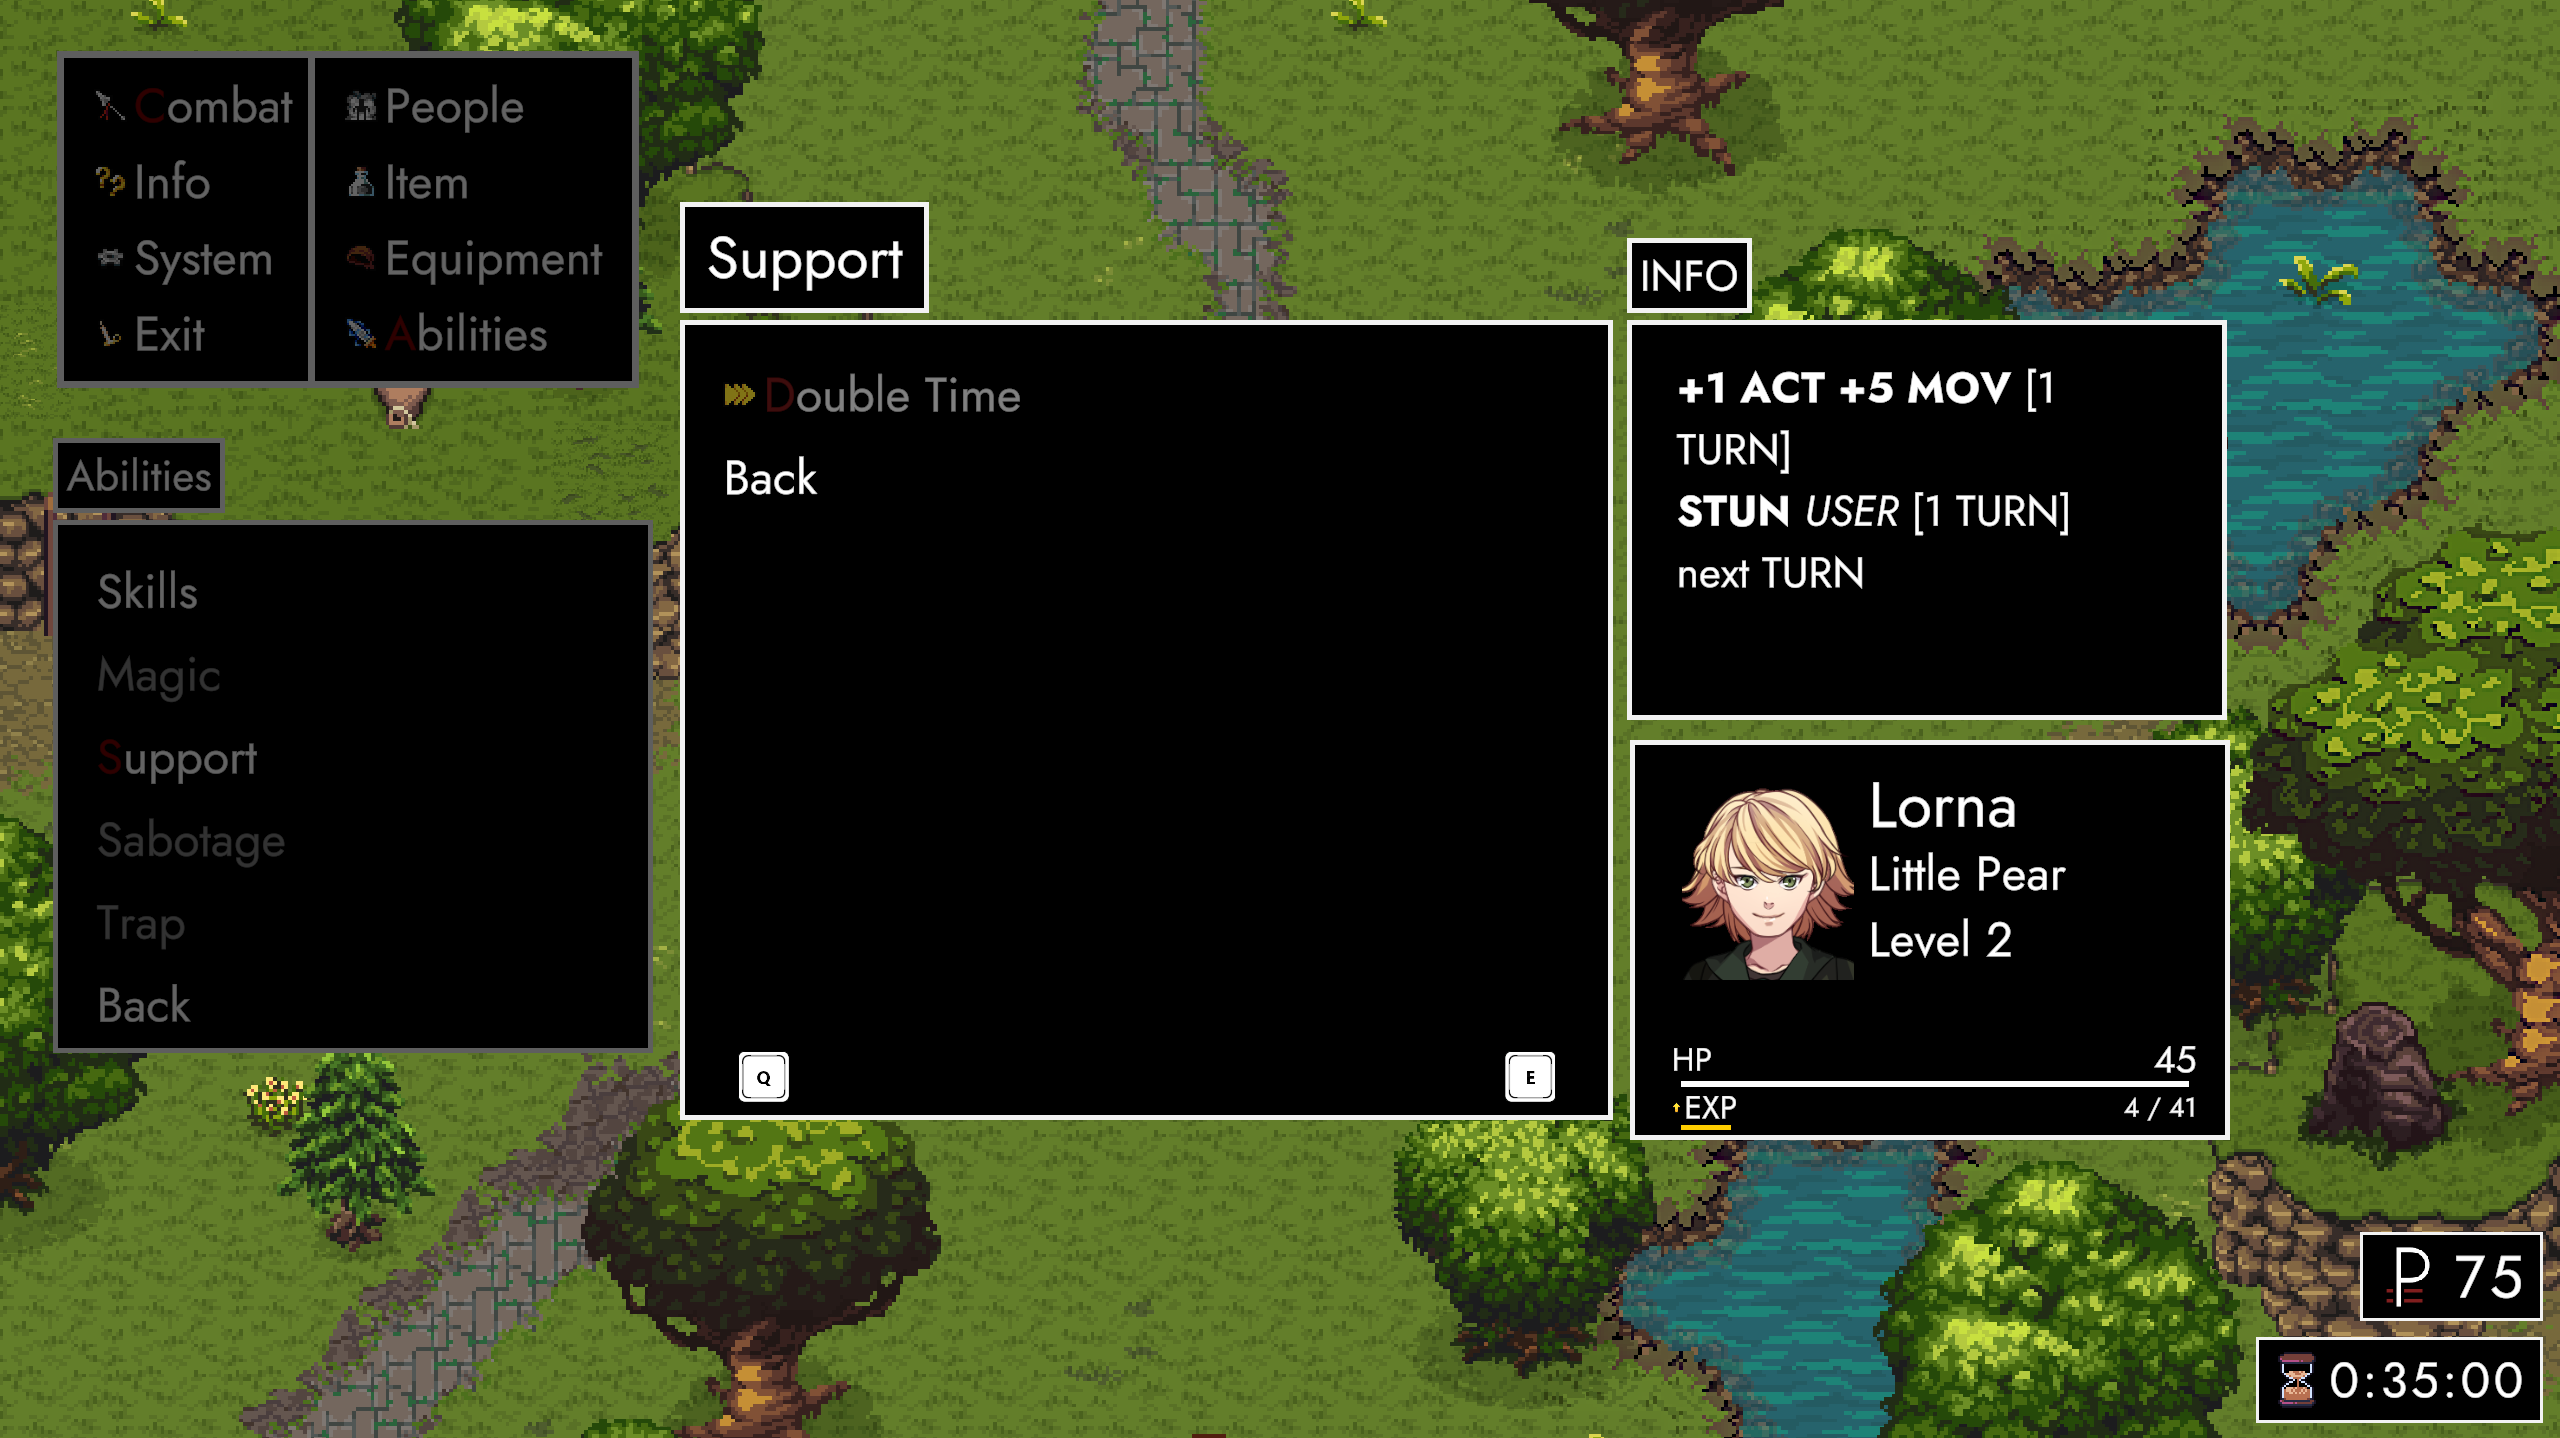 Combat
Info
System
Exit
People
Item
Equipment
Abilities
Abilities
Skills
Magic
Support
Sabotage
Trap
Back
Support
Double Time
Back
Q
E
INFO
+1 ACT +5 MOV [1
TURN]
STUN USER [1 TURN]
next TURN
Lorna
Little Pear
Level 2
HP 45
EXP 4 / 41
P 75
0:35:00